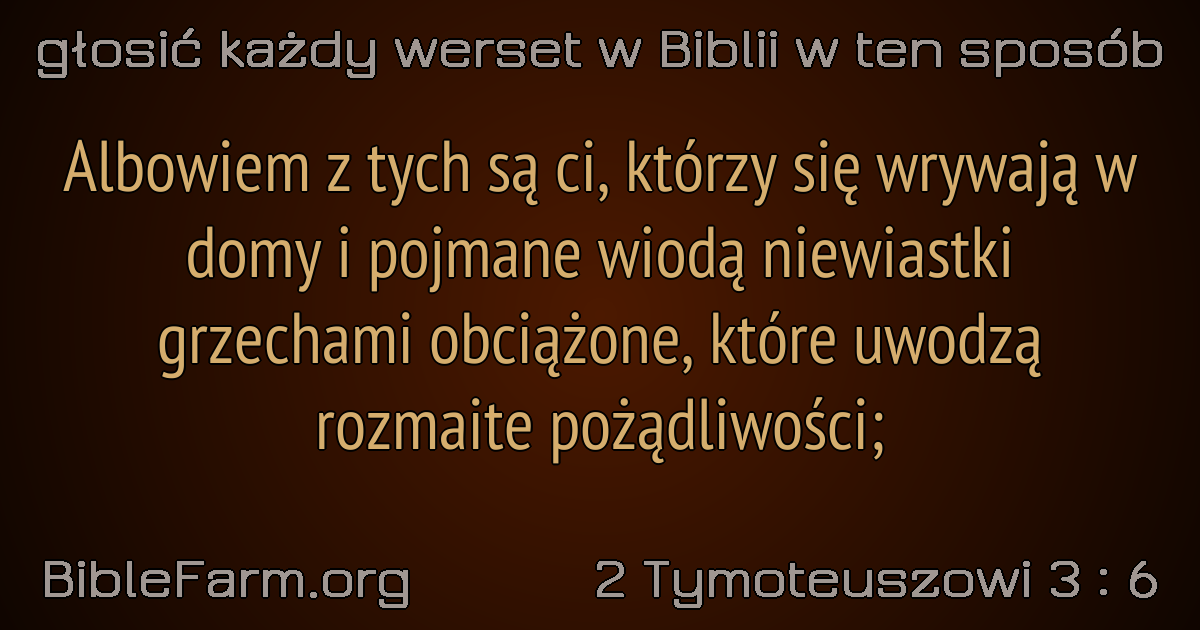 głosić każdy werset w Biblii w ten sposób
Albowiem z tych są ci, którzy się wrywają w
domy i pojmane wiodą niewiastki
grzechami obciążone, które uwodzą
rozmaite pożądliwości;
BibleFarm.org
2 Tymoteuszowi 3 : 6